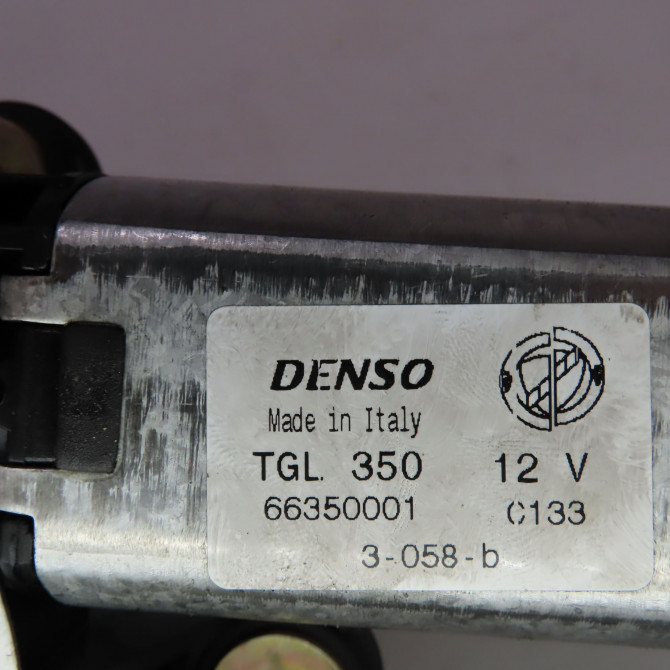 DENSO
Made in Italy
TGL. 350 12 V
66350001 C133
3-058-b